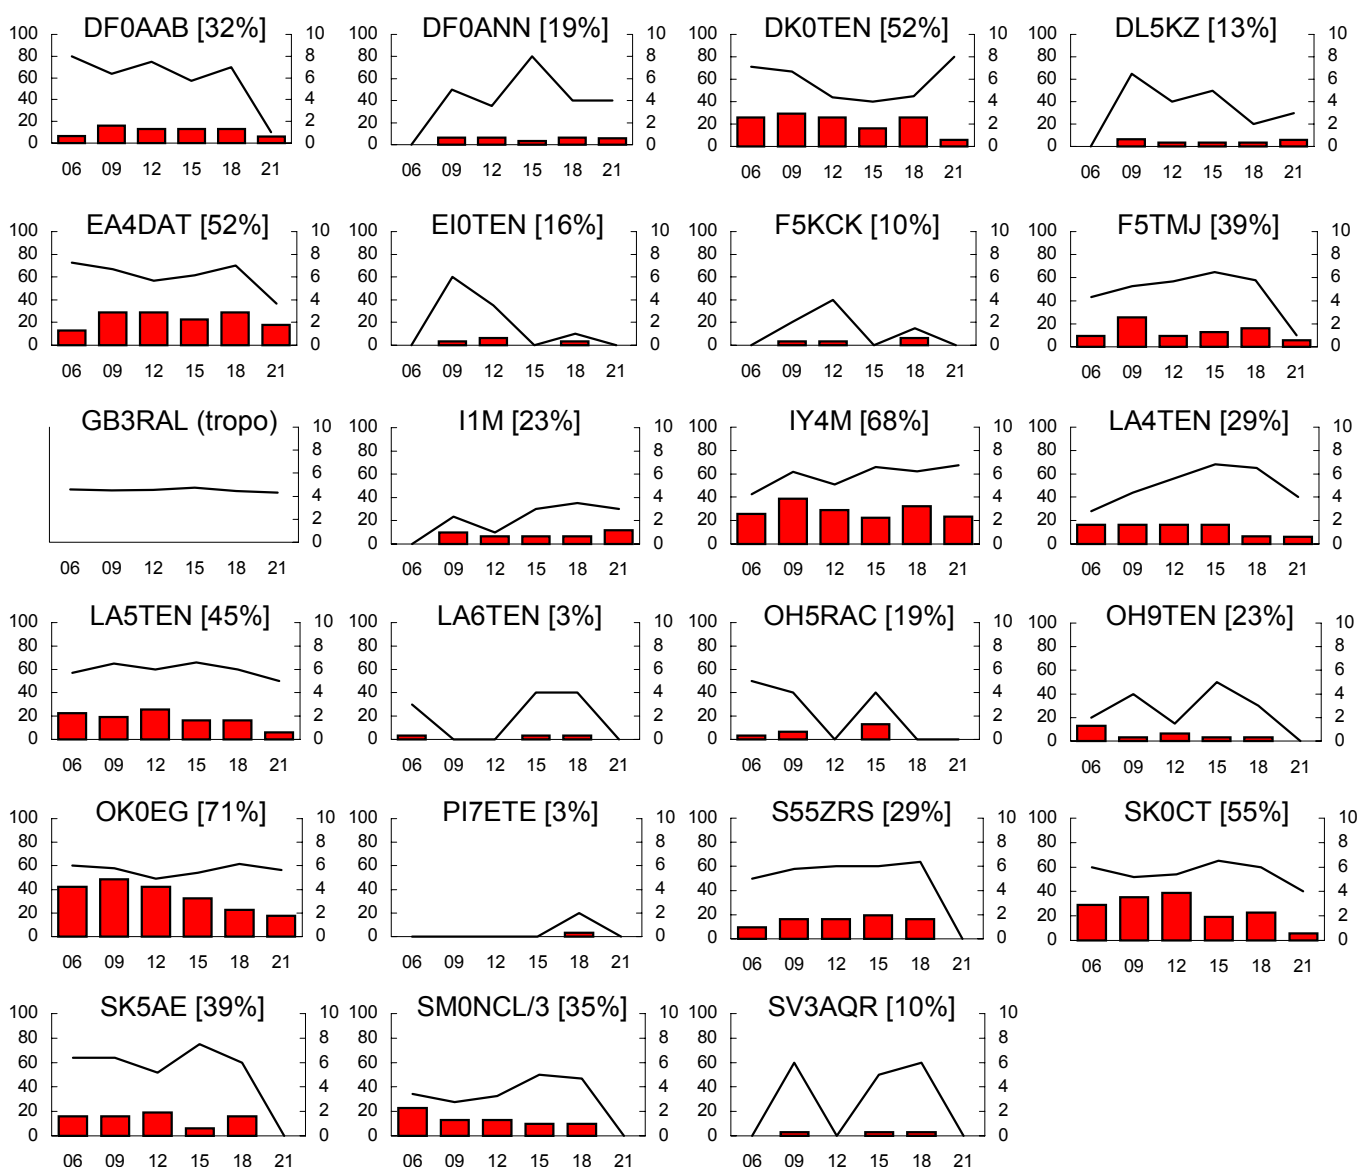 DF0AAB [32%] DF0ANN [19%] DK0TEN [52%] DL5KZ [13%]
100 10 100 10 100 10 100 10
80 8 80 8 80 8 80 8
60 6 60 6 60 6 60 6
40 4 40 4 40 4 40 4
20 2 20 2 20 2 20 2
0 0 0 0 0 0 0 0
06 09 12 15 18 21 06 09 12 15 18 21 06 09 12 15 18 21 06 09 12 15 18 21
EA4DAT [52%] EI0TEN [16%] F5KCK [10%] F5TMJ [39%]
100 10 100 10 100 10 100 10
80 8 80 8 80 8 80 8
60 6 60 6 60 6 60 6
40 4 40 4 40 4 40 4
20 2 20 2 20 2 20 2
0 0 0 0 0 0 0 0
06 09 12 15 18 21 06 09 12 15 18 21 06 09 12 15 18 21 06 09 12 15 18 21
GB3RAL (tropo) I1M [23%] IY4M [68%] LA4TEN [29%]
10 100 10 100 10 100 10
8 80 8 80 8 80 8
6 60 6 60 6 60 6
4 40 4 40 4 40 4
2 20 2 20 2 20 2
0 0 0 0 0 0 0
06 09 12 15 18 21 06 09 12 15 18 21 06 09 12 15 18 21 06 09 12 15 18 21
LA5TEN [45%] LA6TEN [3%] OH5RAC [19%] OH9TEN [23%]
100 10 100 10 100 10 100 10
80 8 80 8 80 8 80 8
60 6 60 6 60 6 60 6
40 4 40 4 40 4 40 4
20 2 20 2 20 2 20 2
0 0 0 0 0 0 0 0
06 09 12 15 18 21 06 09 12 15 18 21 06 09 12 15 18 21 06 09 12 15 18 21
OK0EG [71%] PI7ETE [3%] S55ZRS [29%] SK0CT [55%]
100 10 100 10 100 10 100 10
80 8 80 8 80 8 80 8
60 6 60 6 60 6 60 6
40 4 40 4 40 4 40 4
20 2 20 2 20 2 20 2
0 0 0 0 0 0 0 0
06 09 12 15 18 21 06 09 12 15 18 21 06 09 12 15 18 21 06 09 12 15 18 21
SK5AE [39%] SM0NCL/3 [35%] SV3AQR [10%]
100 10 100 10 100 10
80 8 80 8 80 8
60 6 60 6 60 6
40 4 40 4 40 4
20 2 20 2 20 2
0 0 0 0 0 0
06 09 12 15 18 21 06 09 12 15 18 21 06 09 12 15 18 21